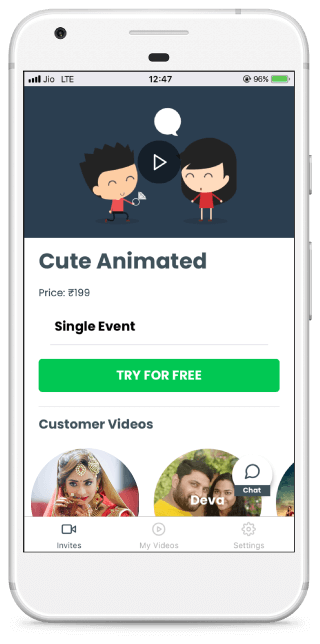 Jio LTE 12:47 96%
Cute Animated
Price: ₹199
Single Event
TRY FOR FREE
Customer Videos
Deva
Chat
Invites My Videos Settings